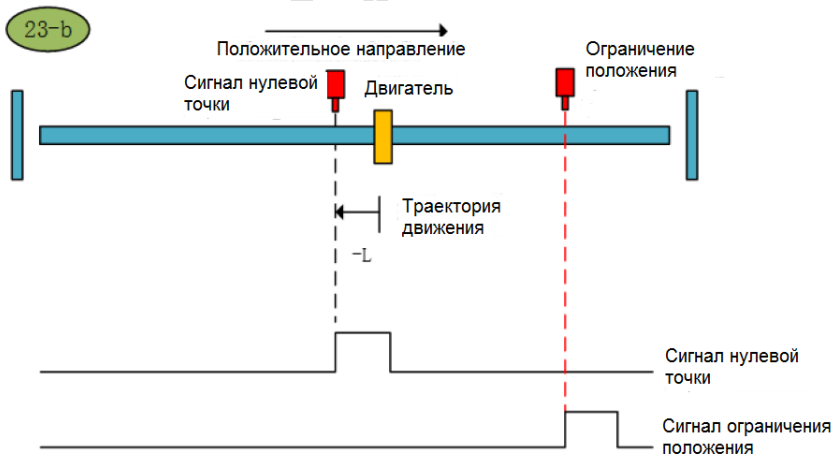 23-b
Положительное направление
Ограничение
положения
Сигнал нулевой
точки
Двигатель
Траектория
движения
-L
Сигнал нулевой
точки
Сигнал ограничения
положения